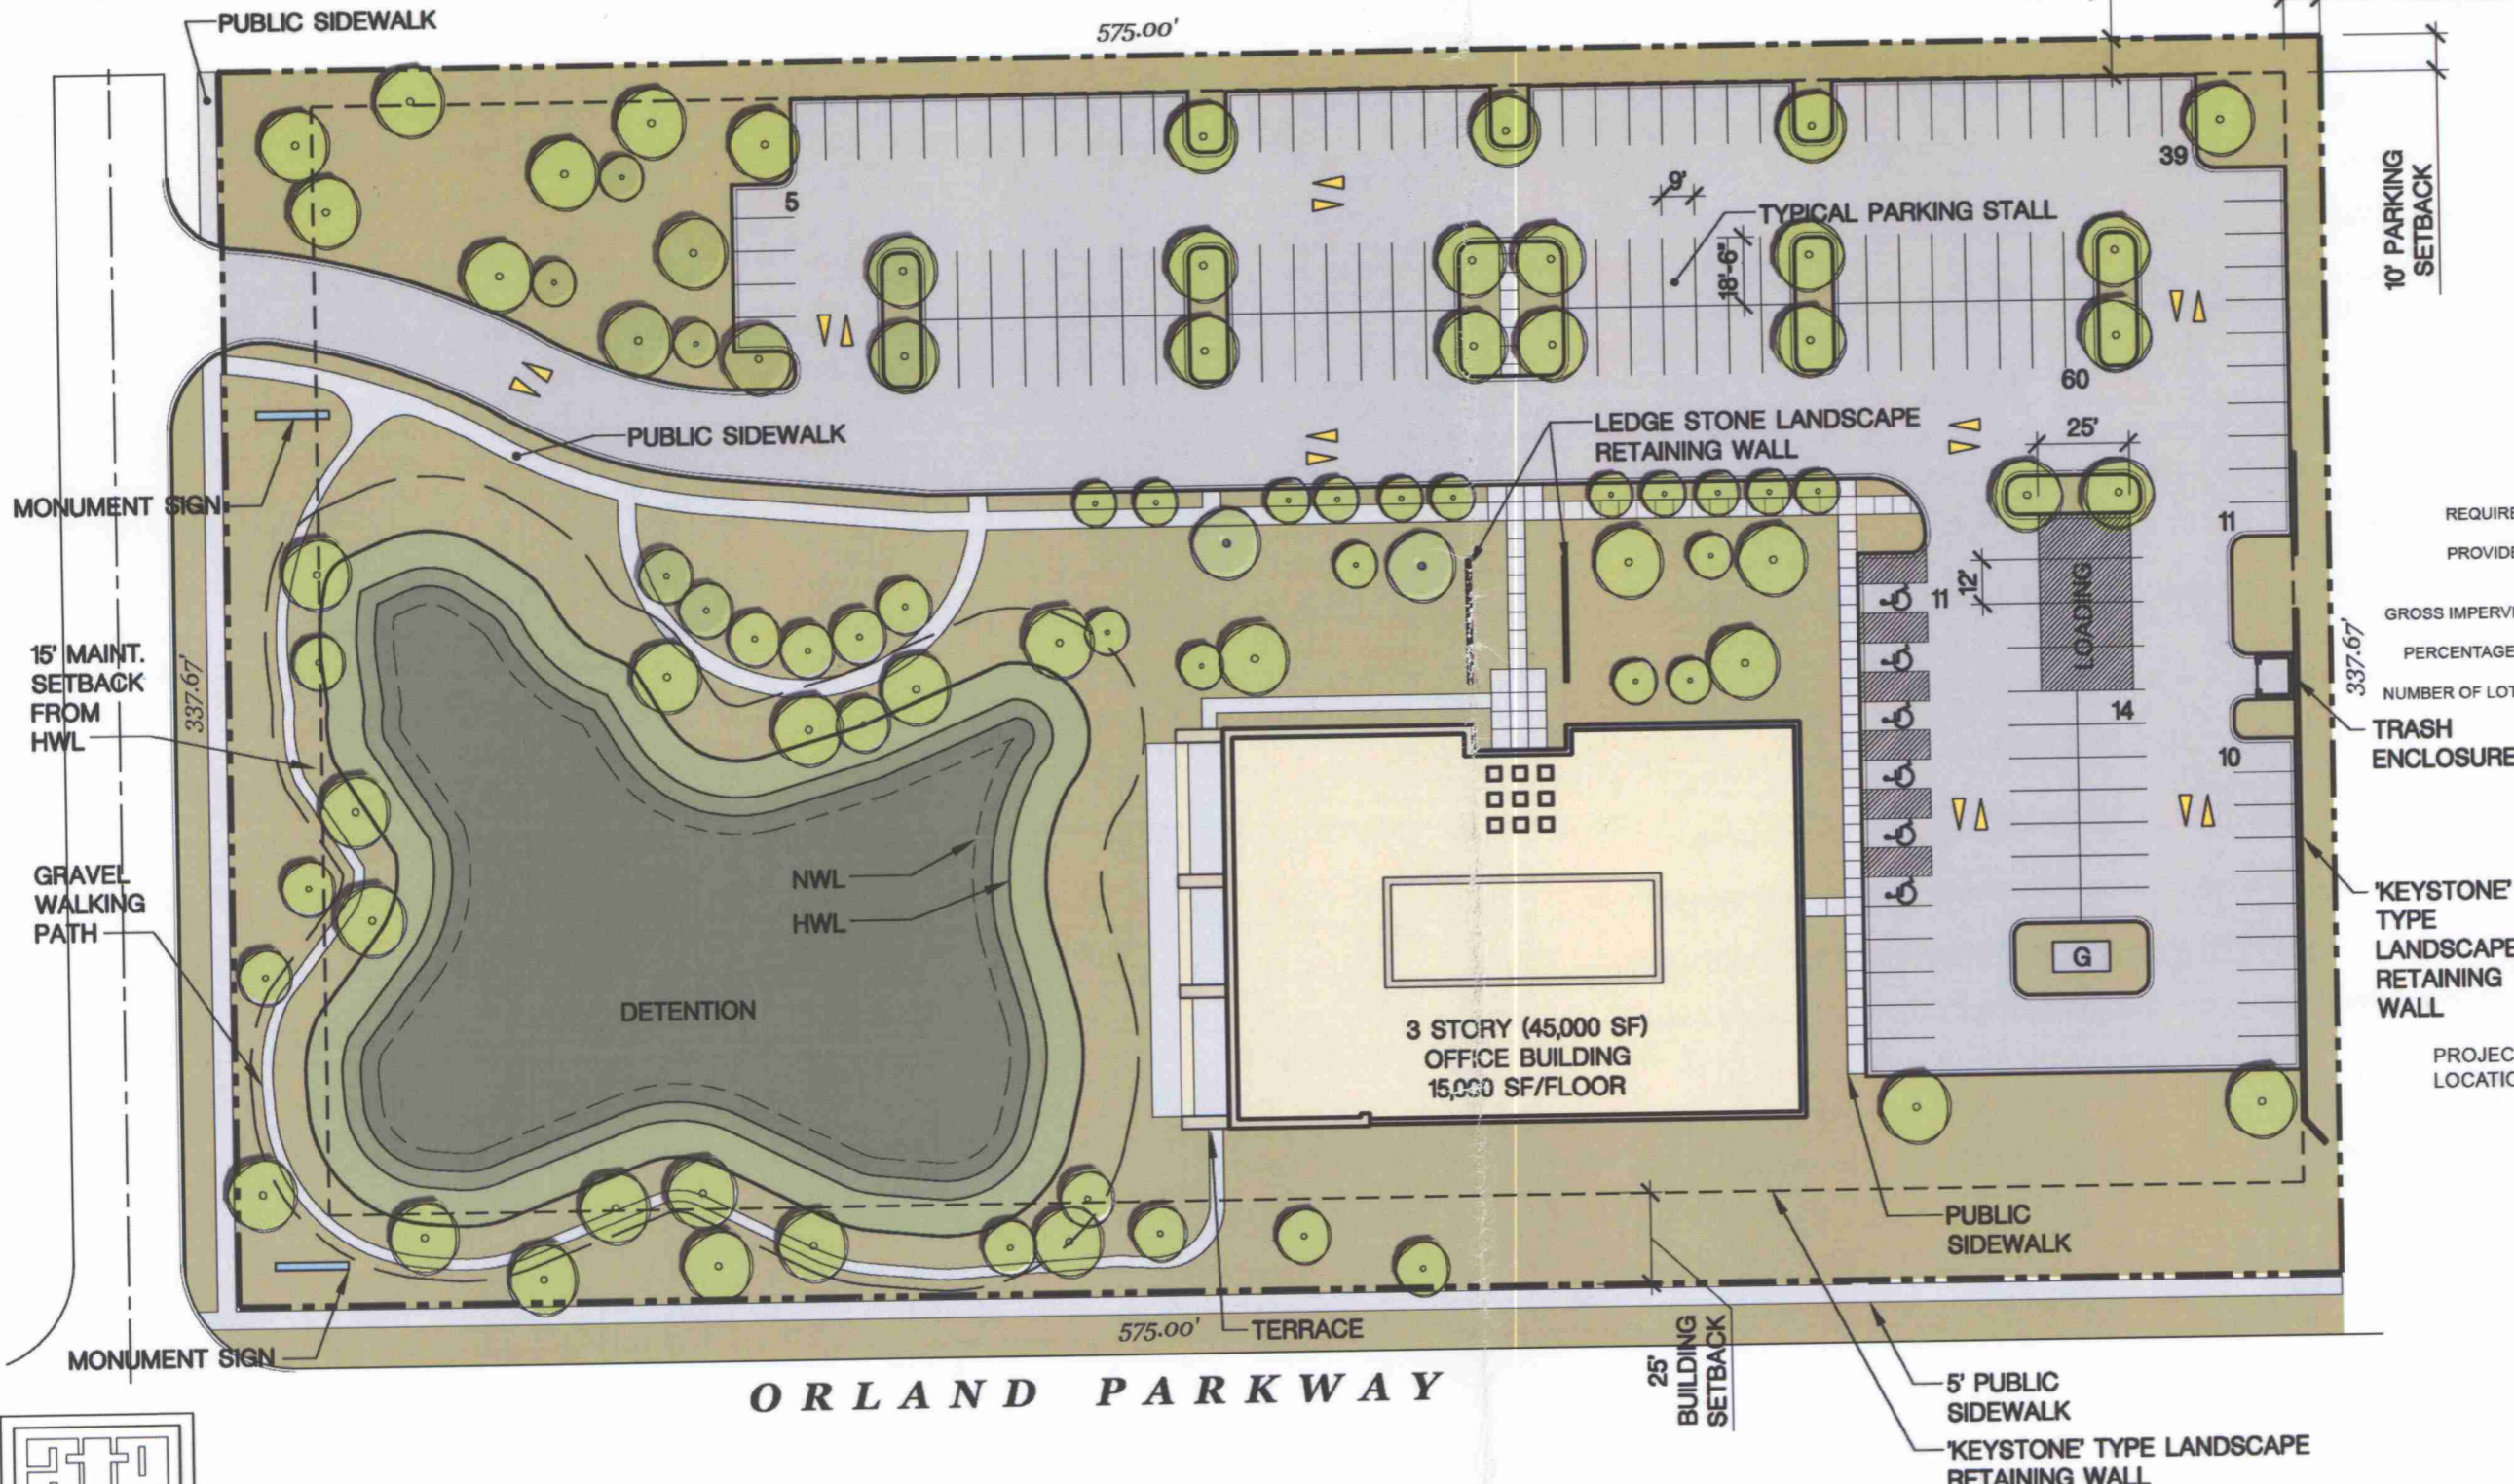 PUBLIC SIDEWALK
575.00'
39
10' PARKING
SETBACK
5
9'
TYPICAL PARKING STALL
18'-6"
60
PUBLIC SIDEWALK
LEDGE STONE LANDSCAPE
RETAINING WALL
25'
MONUMENT SIGN
11
11
12'
LOADING
15' MAINT.
SETBACK
FROM
HWL
337.67'
337.67'
GROSS
PERCENTAGE
NUMBER OF
14
10
TRASH
ENCLOSURE
GRAVEL
WALKING
PATH
NWL
HWL
'KEYSTONE'
TYPE
LANDSCAPE
RETAINING
WALL
G
DETENTION
3 STORY (45,000 SF)
OFFICE BUILDING
15,000 SF/FLOOR
PUBLIC
SIDEWALK
MONUMENT SIGN
575.00'
TERRACE
25'
BUILDING
SETBACK
ORLAND PARKWAY
5' PUBLIC
SIDEWALK
'KEYSTONE' TYPE LANDSCAPE
RETAINING WALL